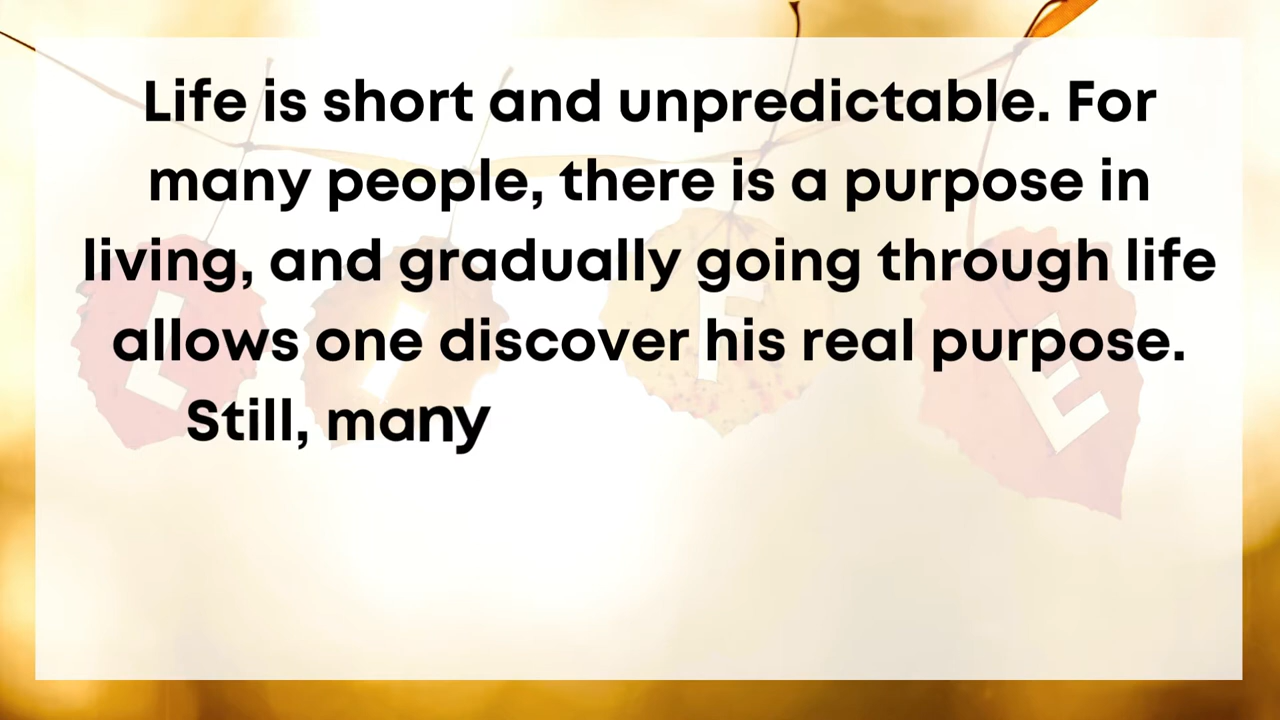 Life is short and unpredictable. For
many people, there is a purpose in
living, and gradually going through life
allows one discover his real purpose.
Still, many
L I F E